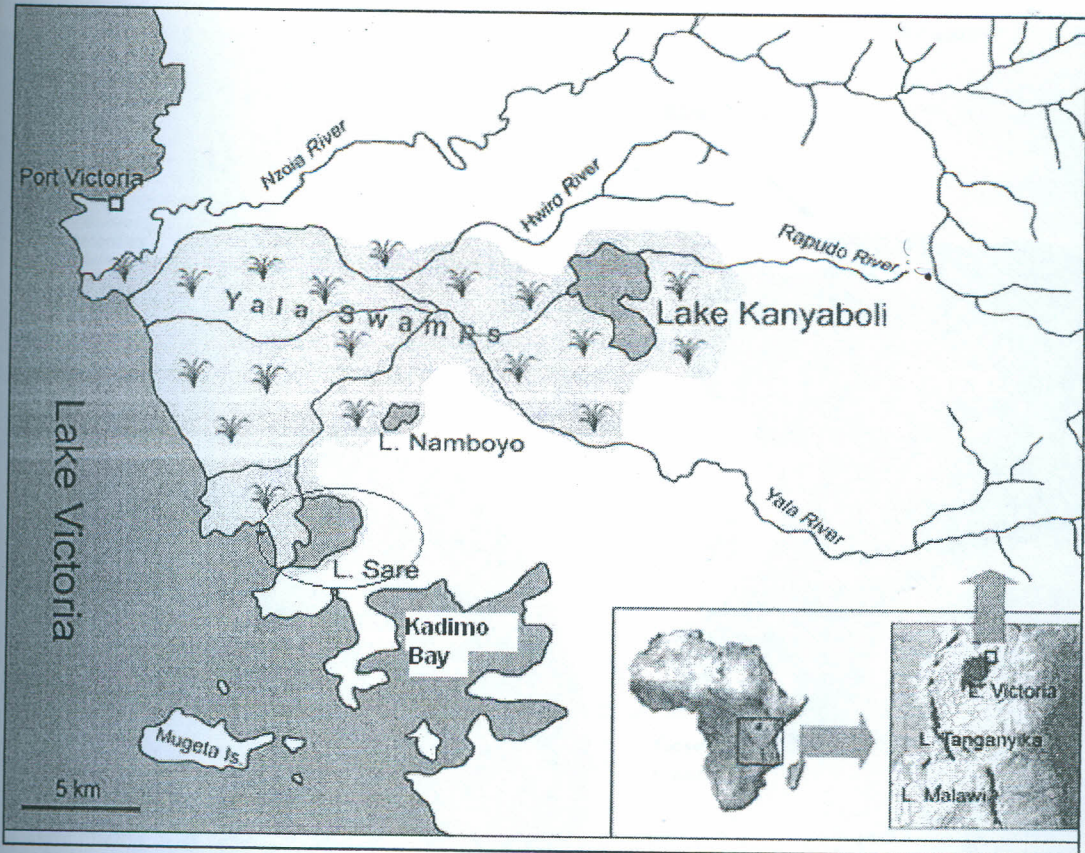 Nzoia River
Port Victoria
Hwiro River
Rapudo River
Yala Swamps
Lake Kanyaboli
Lake Victoria
L. Namboyo
Yala River
L. Sare
Kadimo
Bay
Mugeta Is.
5 km
L. Victoria
L. Tanganyika
L. Malawi